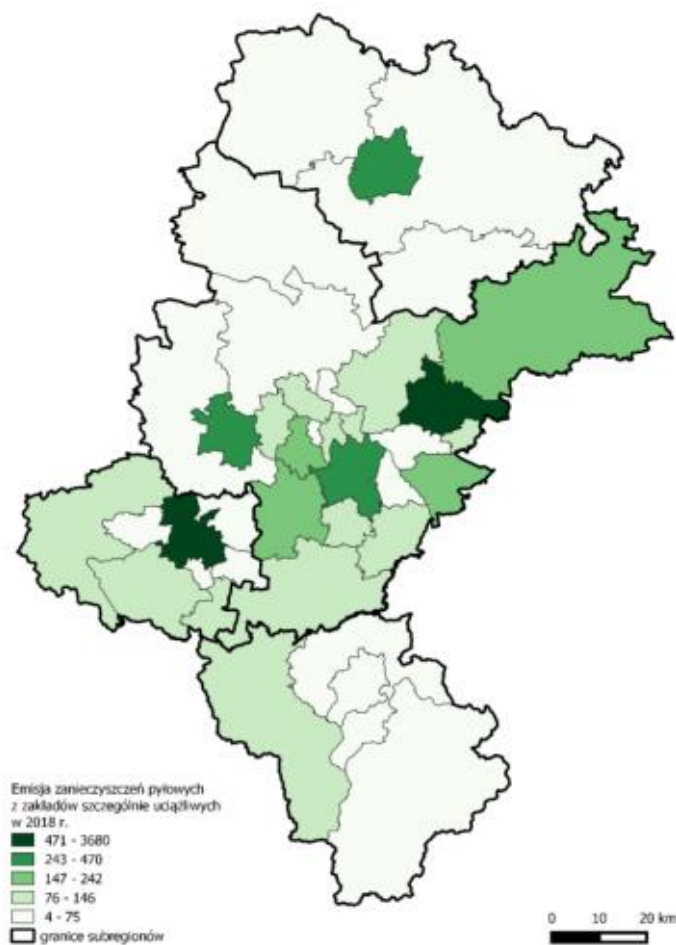 Emisja zanieczyszczeń pyłowych
z zakładów szczególnie uciążliwych
w 2018 r.
471 - 3680
243 - 470
147 - 242
76 - 146
4 - 75
granice subregionów
0 10 20 km